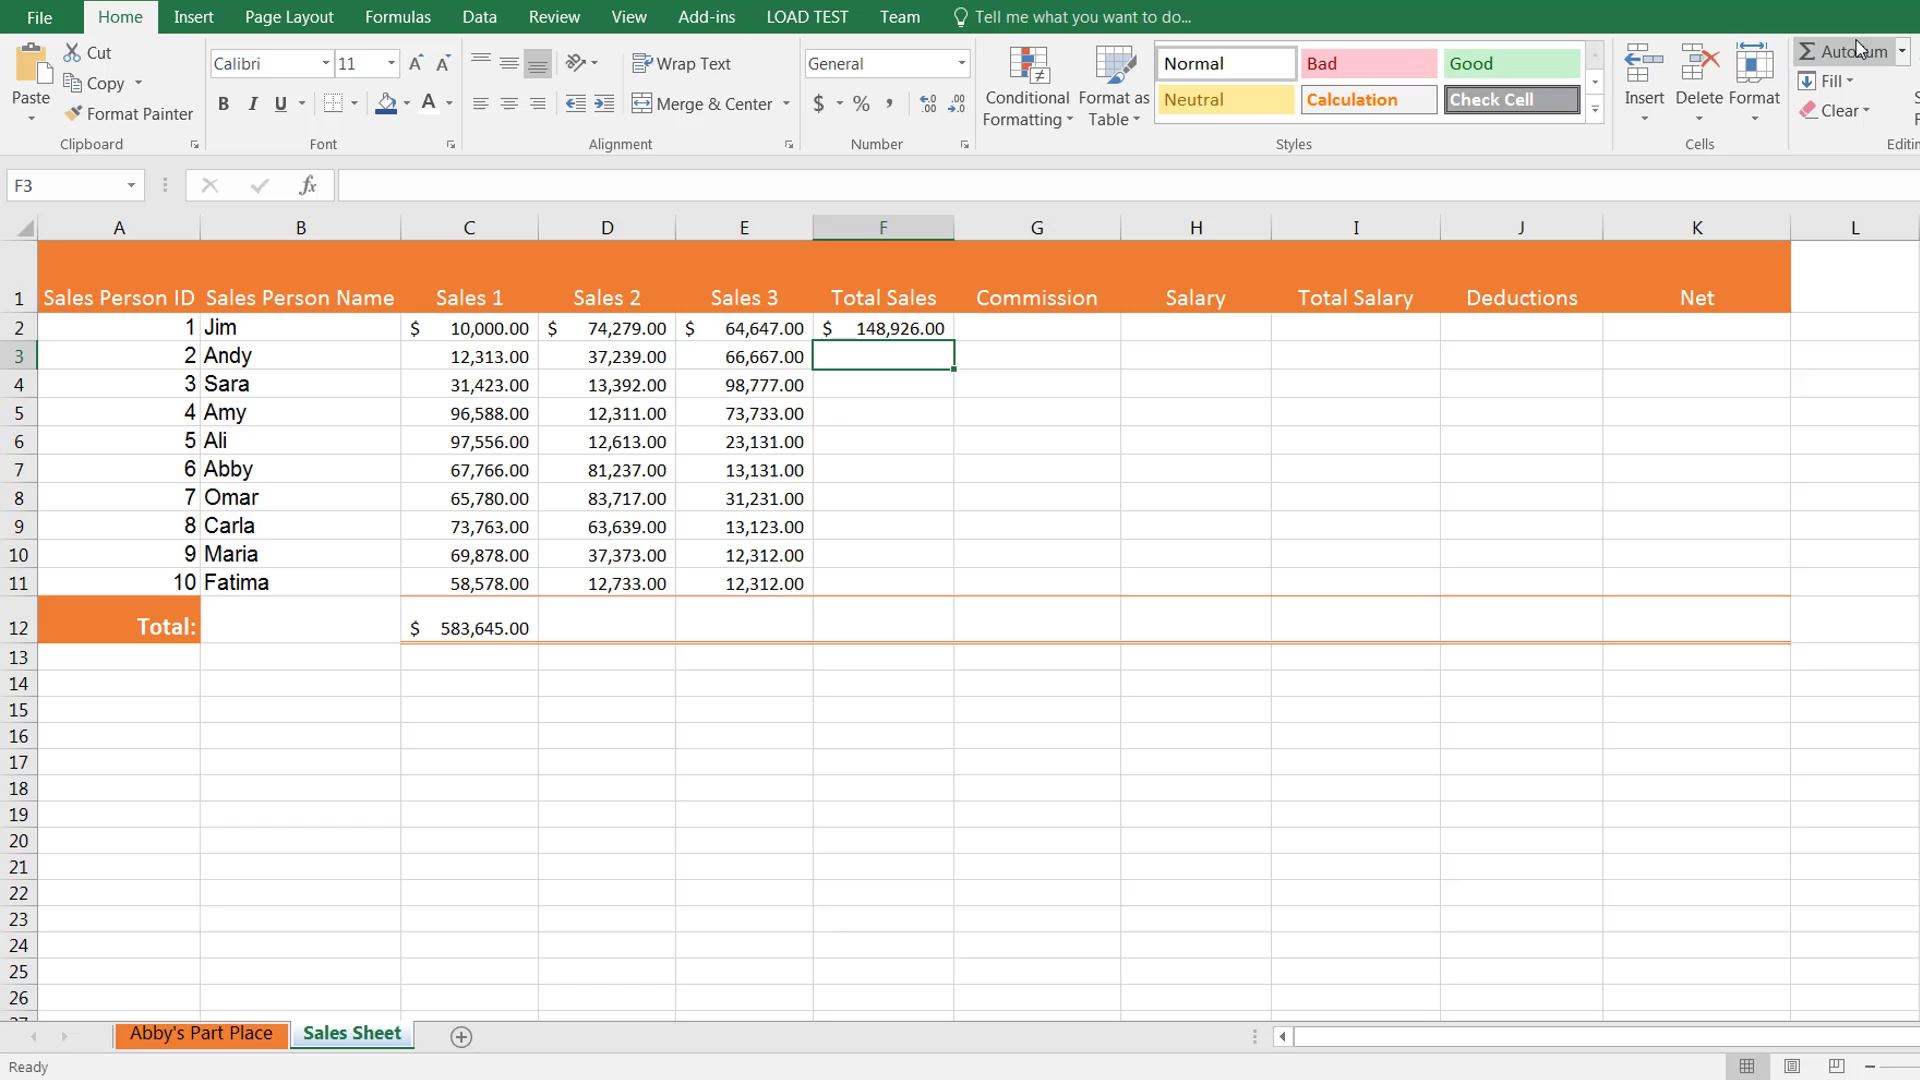 File Home Insert Page Layout Formulas Data Review View Add-ins LOAD TEST Team Tell me what you want to do...
Paste
Cut
Copy
Format Painter
Clipboard
Calibri 11
B I U
Font
Wrap Text
Merge & Center
Alignment
General
$ % ,
Number
Conditional Formatting
Format as Table
Normal Bad Good
Neutral Calculation Check Cell
Styles
Insert Delete Format
Cells
Fill
Clear
F3 fx
A B C D E F G H I J K L
1 Sales Person ID Sales Person Name Sales 1 Sales 2 Sales 3 Total Sales Commission Salary Total Salary Deductions Net
2 1 Jim $ 10,000.00 $ 74,279.00 $ 64,647.00 $ 148,926.00
3 2 Andy 12,313.00 37,239.00 66,667.00
4 3 Sara 31,423.00 13,392.00 98,777.00
5 4 Amy 96,588.00 12,311.00 73,733.00
6 5 Ali 97,556.00 12,613.00 23,131.00
7 6 Abby 67,766.00 81,237.00 13,131.00
8 7 Omar 65,780.00 83,717.00 31,231.00
9 8 Carla 73,763.00 63,639.00 13,123.00
10 9 Maria 69,878.00 37,373.00 12,312.00
11 10 Fatima 58,578.00 12,733.00 12,312.00
12 Total: $ 583,645.00
13
14
15
16
17
18
19
20
21
22
23
24
25
26
Abby's Part Place Sales Sheet
Ready